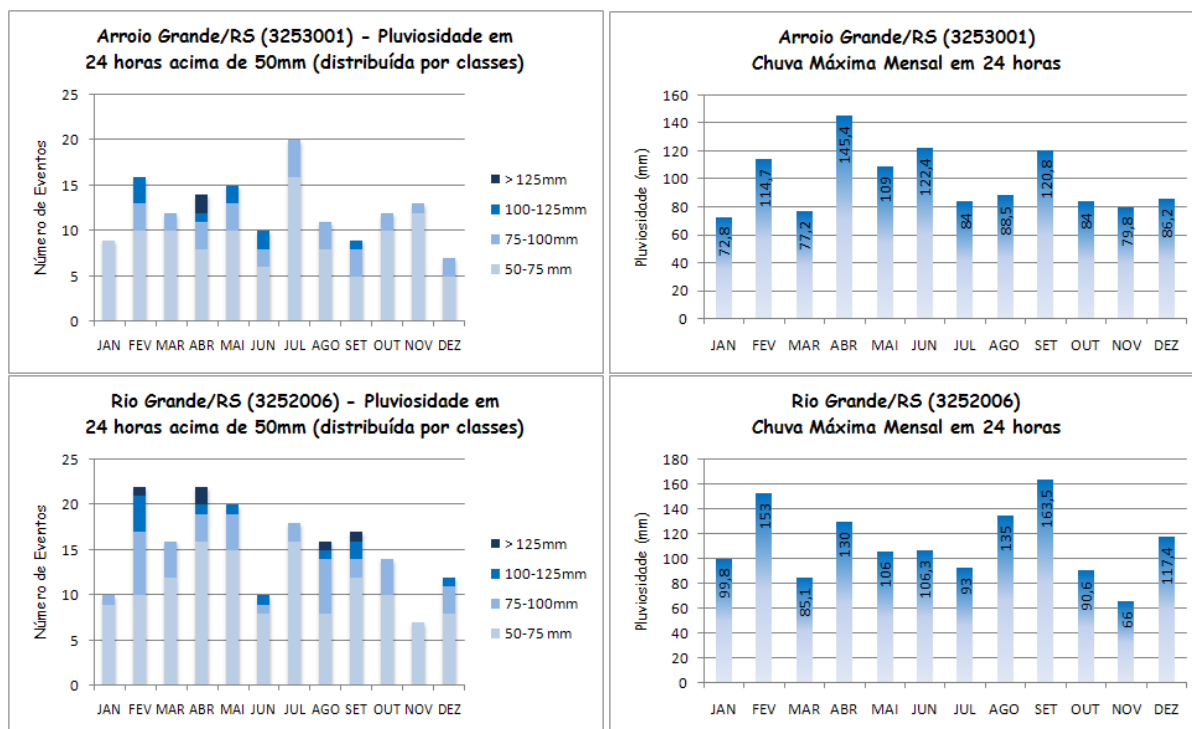 Arroio Grande/RS (3253001) - Pluviosidade em
24 horas acima de 50mm (distribuída por classes)
25
20
15
10
5
0
Número de Eventos
JAN FEV MAR ABR MAI JUN JUL AGO SET OUT NOV DEZ
> 125mm
100-125mm
75-100mm
50-75 mm
Arroio Grande/RS (3253001)
Chuva Máxima Mensal em 24 horas
160
140
120
100
80
60
40
20
0
Pluviosidade (mm)
72,8
114,7
77,2
145,4
109
122,4
84
88,5
120,8
84
79,8
86,2
JAN FEV MAR ABR MAI JUN JUL AGO SET OUT NOV DEZ
Rio Grande/RS (3252006) - Pluviosidade em
24 horas acima de 50mm (distribuída por classes)
25
20
15
10
5
0
Número de Eventos
JAN FEV MAR ABR MAI JUN JUL AGO SET OUT NOV DEZ
> 125mm
100-125mm
75-100mm
50-75 mm
Rio Grande/RS (3252006)
Chuva Máxima Mensal em 24 horas
180
160
140
120
100
80
60
40
20
0
Pluviosidade (mm)
99,8
153
85,1
130
106
106,3
93
135
163,5
90,6
66
117,4
JAN FEV MAR ABR MAI JUN JUL AGO SET OUT NOV DEZ